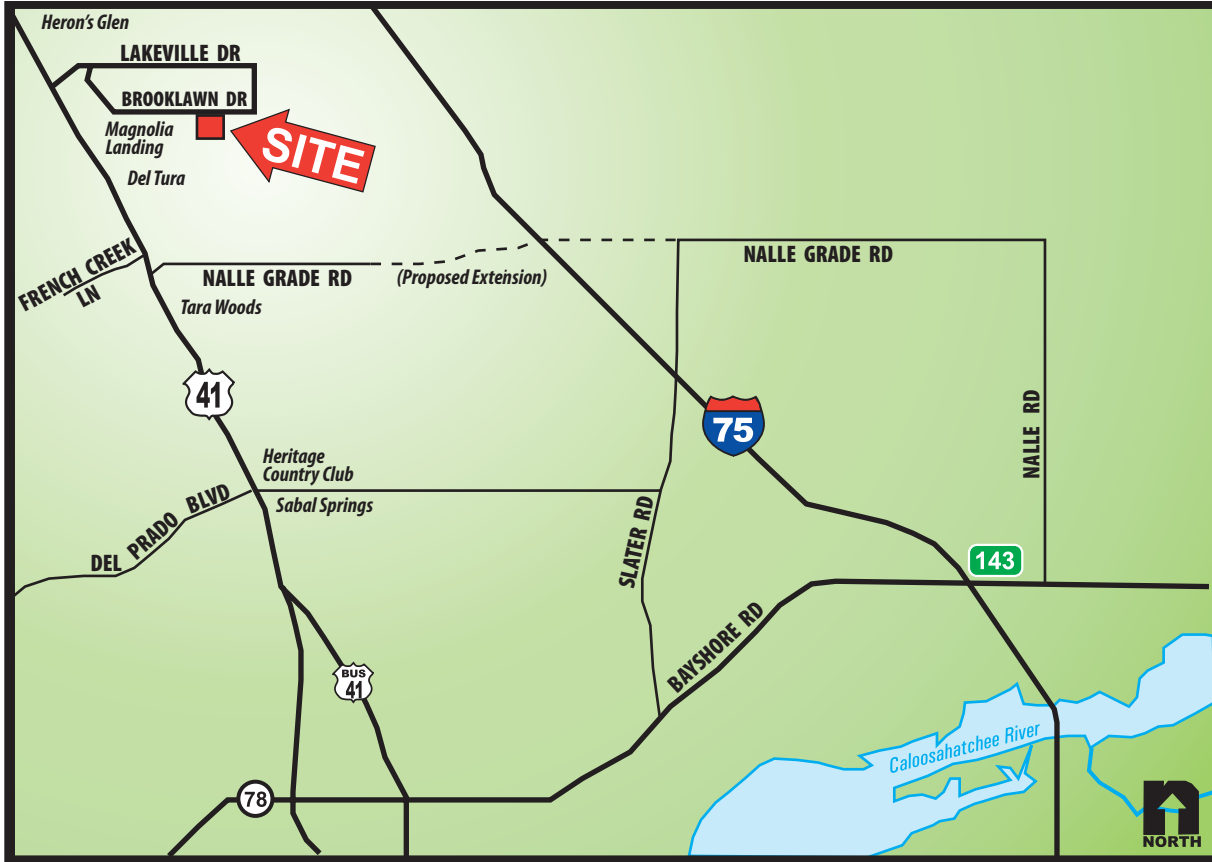 Heron's Glen
LAKEVILLE DR
BROOKLAWN DR
Magnolia
Landing
SITE
Del Tura
FRENCH CREEK
LN
NALLE GRADE RD
(Proposed Extension)
NALLE GRADE RD
Tara Woods
41
75
NALLE RD
Heritage
Country Club
Sabal Springs
DEL PRADO BLVD
SLATER RD
143
BAYSHORE RD
BUS
41
Caloosahatchee River
78
n
NORTH